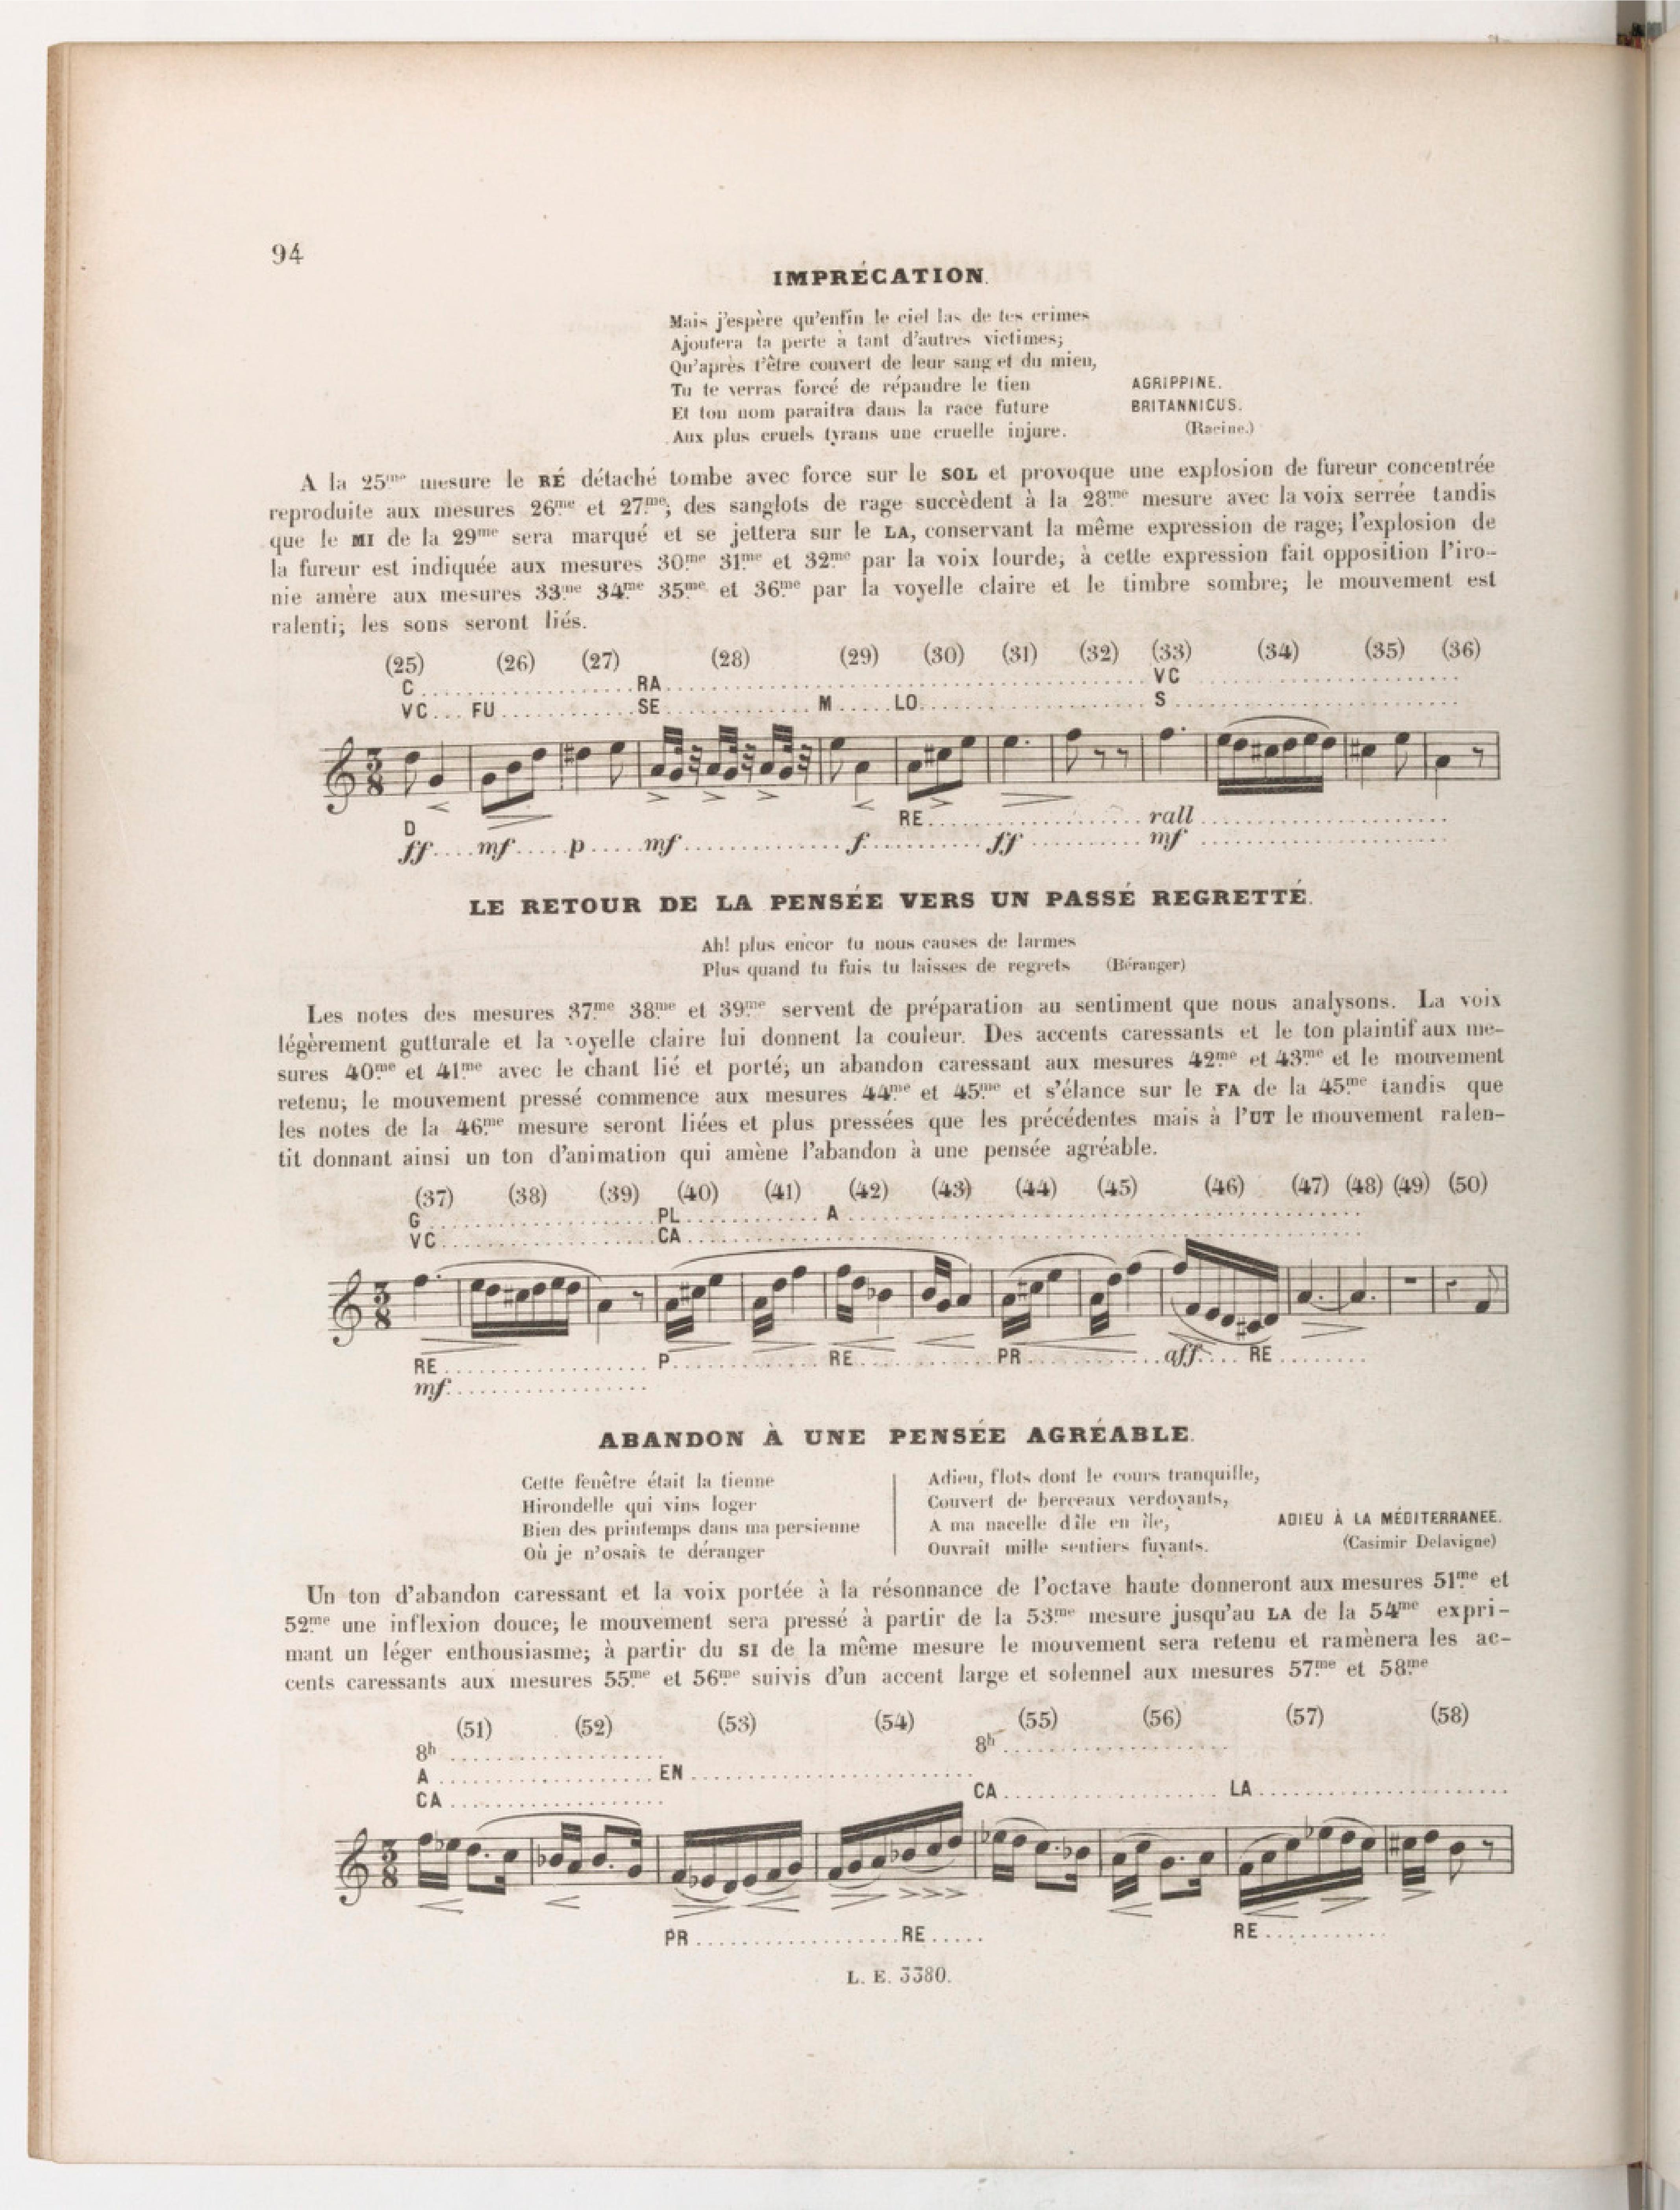 94
IMPRÉCATION.
Mais j'espère qu'enfin le ciel las de tes crimes
Ajoutera ta perte à tant d'autres victimes;
Qu'après t'être couvert de leur sang et du mien,
Tu te verras forcé de répandre le tien
Et ton nom paraitra dans la race future
Aux plus cruels tyrans une cruelle injure.
AGRIPPINE.
BRITANNICUS.
(Racine.)
A la 25me mesure le RÉ détaché tombe avec force sur le SOL et provoque une explosion de fureur concentrée
reproduite aux mesures 26me et 27me; des sanglots de rage succèdent à la 28me mesure avec la voix serrée tandis
que le MI de la 29me sera marqué et se jettera sur le LA, conservant la même expression de rage; l'explosion de
la fureur est indiquée aux mesures 30me 31me et 32me par la voix lourde; à cette expression fait opposition l'iro-
nie amère aux mesures 33me 34me 35me et 36me par la voyelle claire et le timbre sombre; le mouvement est
ralenti; les sons seront liés.
(25) (26) (27) (28) (29) (30) (31) (32) (33) (34) (35) (36)
C....................RA.............................................VC........................
VC...FU.............SE................M.....LO.....................S........................
3 8
D RE.....................rall........................
ff....mf.....p.....mf...............f...........ff..........mf........................
LE RETOUR DE LA PENSÉE VERS UN PASSÉ REGRETTÉ.
Ah! plus encor tu nous causes de larmes
Plus quand tu fuis tu laisses de regrets (Béranger)
Les notes des mesures 37me 38me et 39me servent de préparation au sentiment que nous analysons. La voix
légèrement gutturale et la voyelle claire lui donnent la couleur. Des accents caressants et le ton plaintif aux me-
sures 40me et 41me avec le chant lié et porté; un abandon caressant aux mesures 42me et 43me et le mouvement
retenu; le mouvement pressé commence aux mesures 44me et 45me et s'élance sur le FA de la 45me tandis que
les notes de la 46me mesure seront liées et plus pressées que les précédentes mais à l'UT le mouvement ralen-
tit donnant ainsi un ton d'animation qui amène l'abandon à une pensée agréable.
(37) (38) (39) (40) (41) (42) (43) (44) (45) (46) (47) (48) (49) (50)
G.....................PL.............A..................................................
VC....................CA.................................................................
3 8
RE....................P..............RE..............PR.............aff....RE........
mf...................
ABANDON À UNE PENSÉE AGRÉABLE.
Cette fenêtre était la tienne
Hirondelle qui vins loger
Bien des printemps dans ma persienne
Où je n'osais te déranger
Adieu, flots dont le cours tranquille,
Couvert de berceaux verdoyants,
A ma nacelle d'île en île,
Ouvrait mille sentiers fuyants.
ADIEU À LA MÉDITERRANEE.
(Casimir Delavigne)
Un ton d'abandon caressant et la voix portée à la résonnance de l'octave haute donneront aux mesures 51me et
52me une inflexion douce; le mouvement sera pressé à partir de la 53me mesure jusqu'au LA de la 54me expri-
mant un léger enthousiasme; à partir du SI de la même mesure le mouvement sera retenu et ramènera les ac-
cents caressants aux mesures 55me et 56me suivis d'un accent large et solennel aux mesures 57me et 58me
(51) (52) (53) (54) (55) (56) (57) (58)
8h.................... 8h.....................
A.....................EN...........................
CA.................... CA.....................LA.........................
3 8
PR...................RE..... RE............
L. E. 3380.